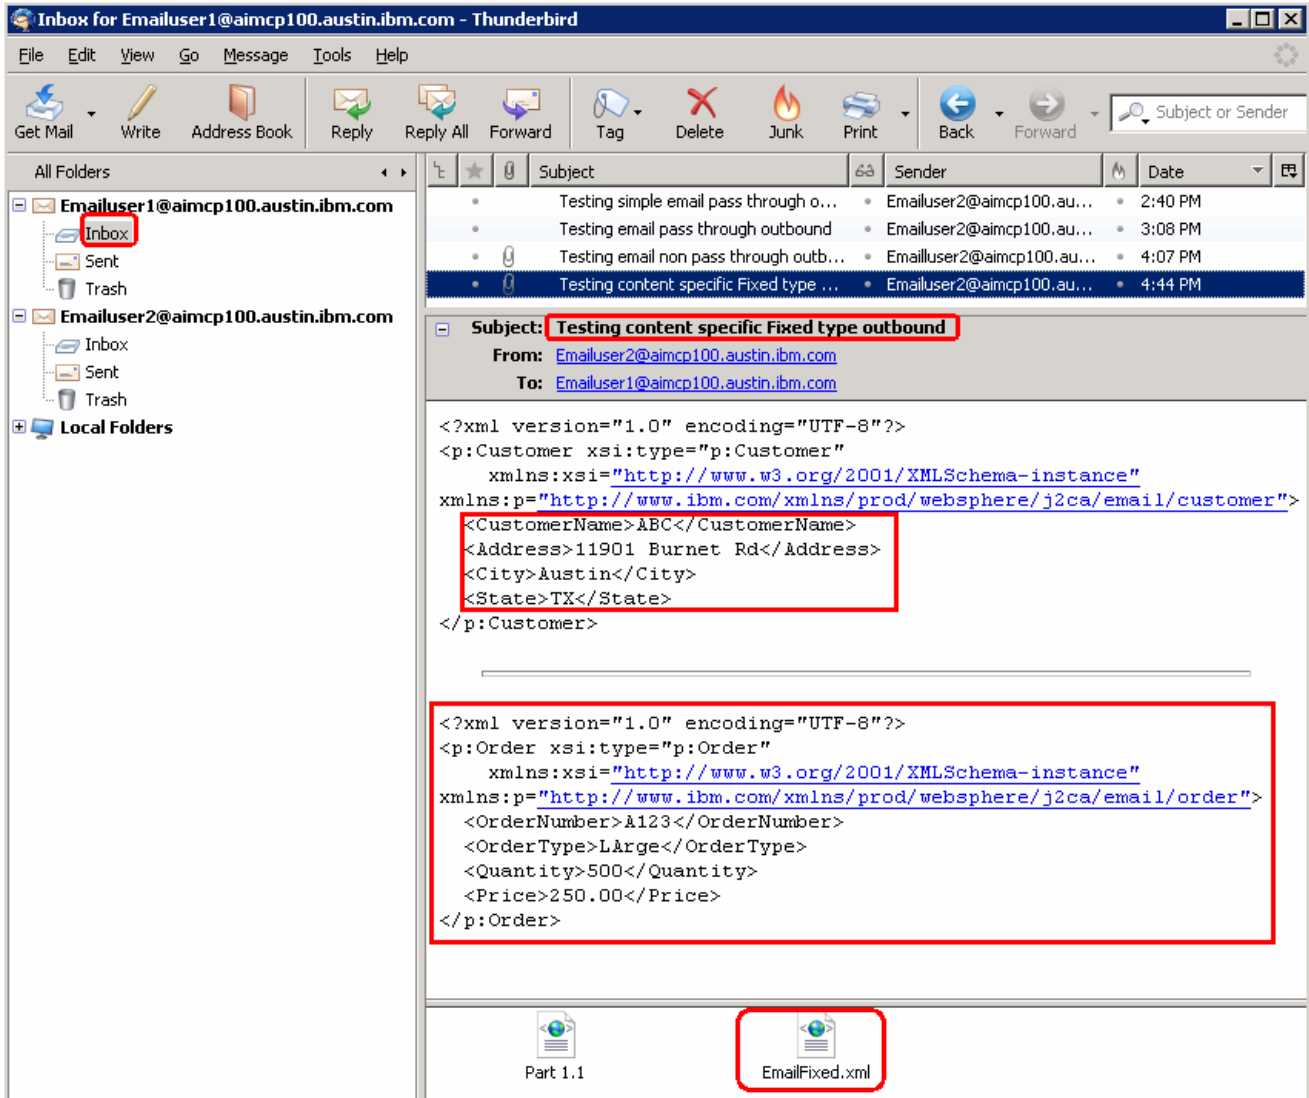 Inbox for Emailuser1@aimcp100.austin.ibm.com - Thunderbird
File Edit View Go Message Tools Help
Get Mail Write Address Book Reply Reply All Forward Tag Delete Junk Print Back Forward Subject or Sender
All Folders
Subject Sender Date
Emailuser1@aimcp100.austin.ibm.com
Inbox
Sent
Trash
Emailuser2@aimcp100.austin.ibm.com
Inbox
Sent
Trash
Local Folders
Testing simple email pass through o... Emailuser2@aimcp100.au... 2:40 PM
Testing email pass through outbound Emailuser2@aimcp100.au... 3:08 PM
Testing email non pass through outb... Emailluser2@aimcp100.au... 4:07 PM
Testing content specific Fixed type ... Emailuser2@aimcp100.au... 4:44 PM
Subject: Testing content specific Fixed type outbound
From: Emailuser2@aimcp100.austin.ibm.com
To: Emailuser1@aimcp100.austin.ibm.com
<?xml version="1.0" encoding="UTF-8"?>
<p:Customer xsi:type="p:Customer"
xmlns:xsi="http://www.w3.org/2001/XMLSchema-instance"
xmlns:p="http://www.ibm.com/xmlns/prod/websphere/j2ca/email/customer">
<CustomerName>ABC</CustomerName>
<Address>11901 Burnet Rd</Address>
<City>Austin</City>
<State>TX</State>
</p:Customer>
<?xml version="1.0" encoding="UTF-8"?>
<p:Order xsi:type="p:Order"
xmlns:xsi="http://www.w3.org/2001/XMLSchema-instance"
xmlns:p="http://www.ibm.com/xmlns/prod/websphere/j2ca/email/order">
<OrderNumber>A123</OrderNumber>
<OrderType>LArge</OrderType>
<Quantity>500</Quantity>
<Price>250.00</Price>
</p:Order>
Part 1.1 EmailFixed.xml